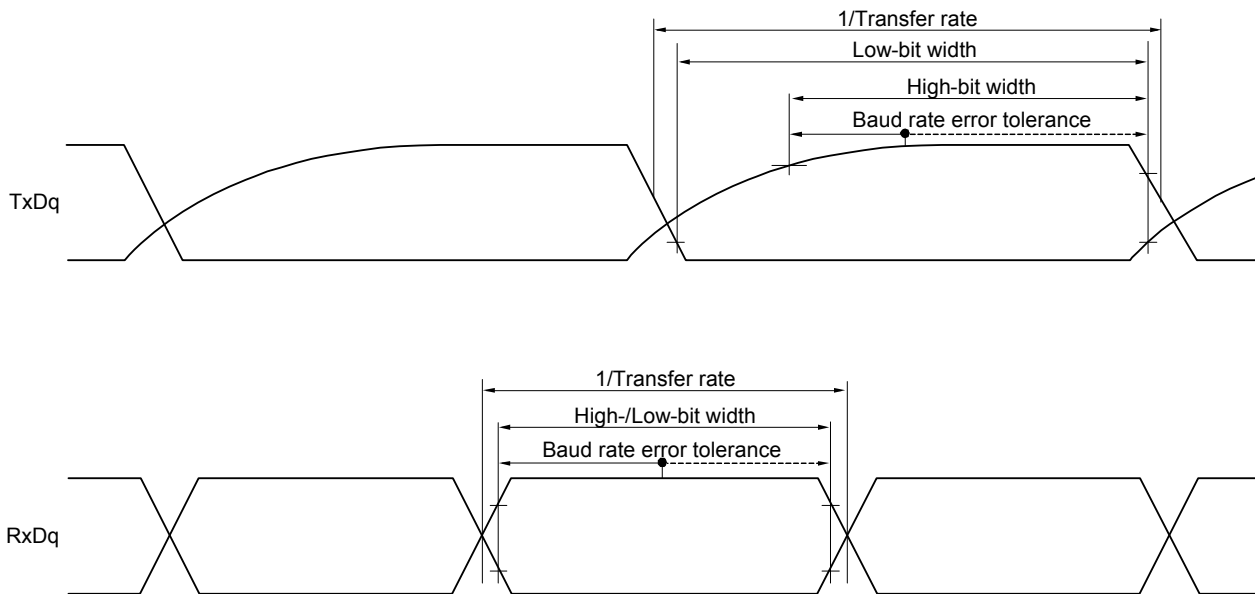 1/Transfer rate
Low-bit width
High-bit width
Baud rate error tolerance
TxDq
1/Transfer rate
High-/Low-bit width
Baud rate error tolerance
RxDq